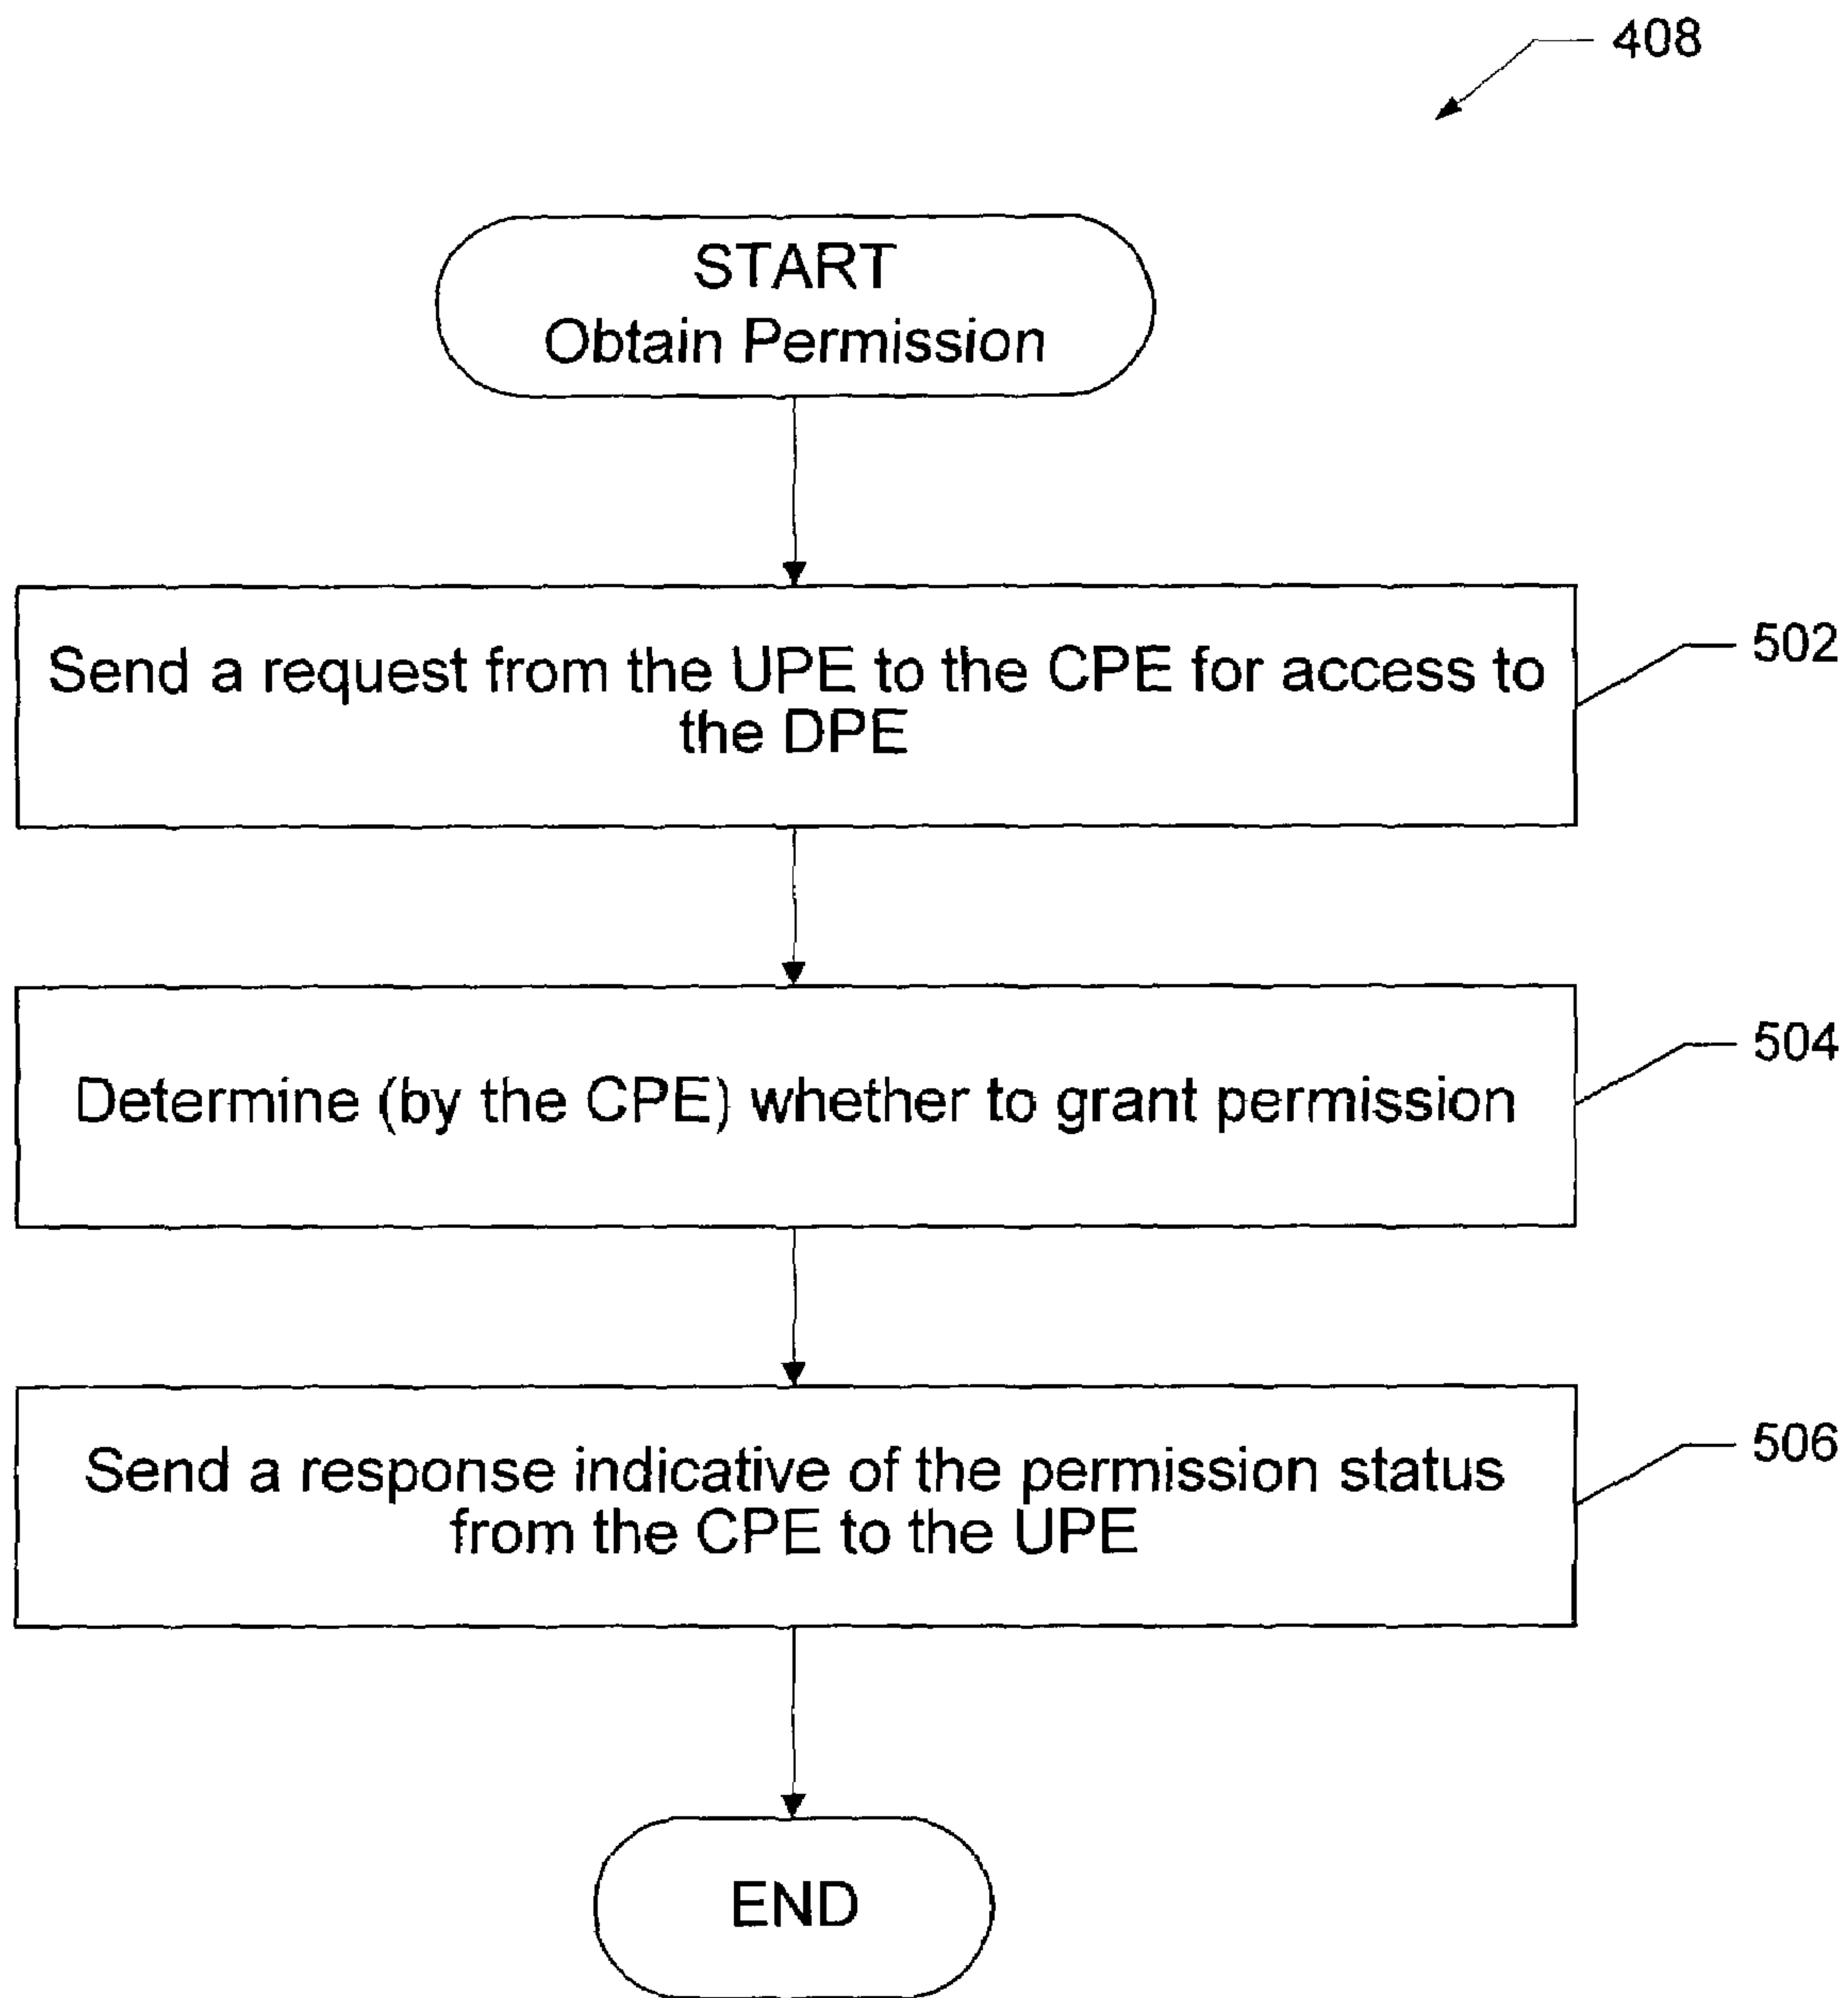 408
START
Obtain Permission
Send a request from the UPE to the CPE for access to
the DPE
502
Determine (by the CPE) whether to grant permission
504
Send a response indicative of the permission status
from the CPE to the UPE
506
END